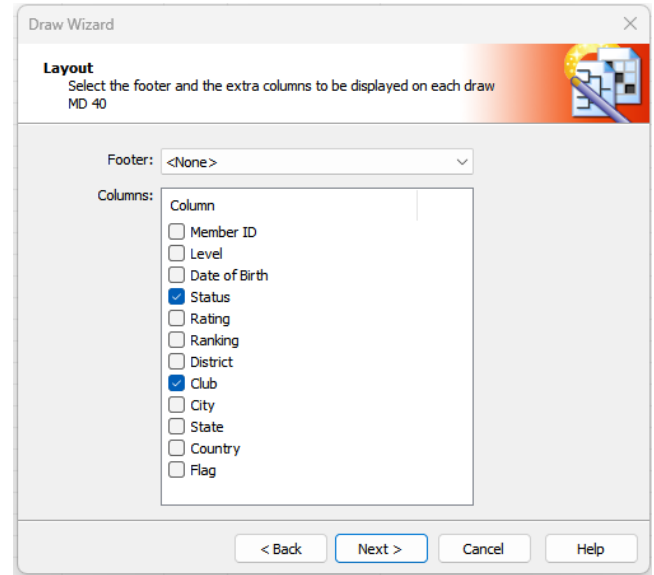 Draw Wizard
Layout
Select the footer and the extra columns to be displayed on each draw
MD 40
Footer: <None>
Columns:
Column
Member ID
Level
Date of Birth
Status
Rating
Ranking
District
Club
City
State
Country
Flag
< Back Next > Cancel Help